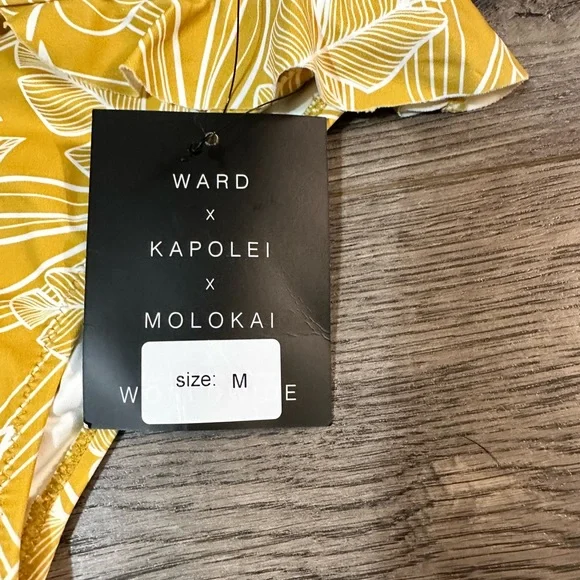 WARD
x
KAPOLEI
x
MOLOKAI
size: M